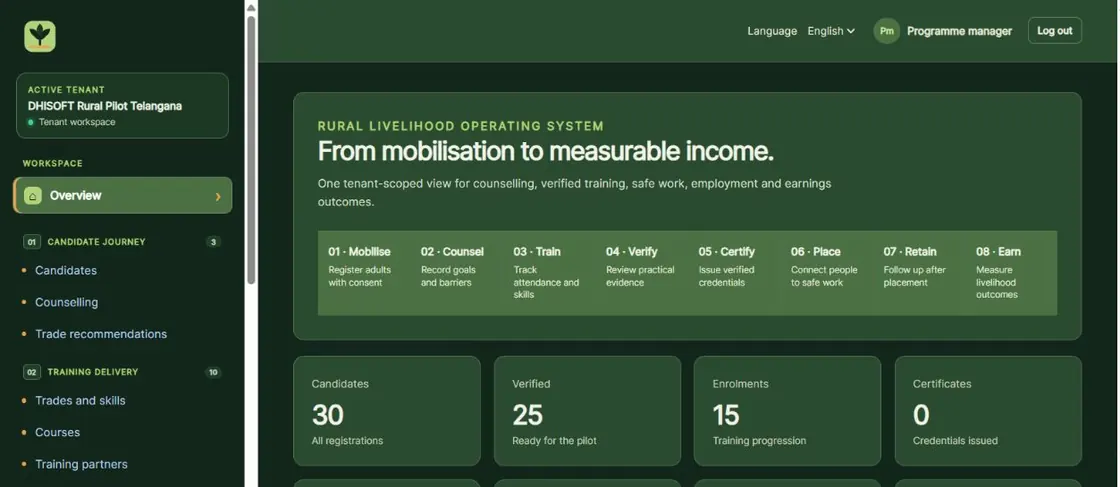 ACTIVE TENANT
DHISOFT Rural Pilot Telangana
Tenant workspace
WORKSPACE
Overview
01 CANDIDATE JOURNEY 3
Candidates
Counselling
Trade recommendations
02 TRAINING DELIVERY 10
Trades and skills
Courses
Training partners
Language English Pm Programme manager Log out
RURAL LIVELIHOOD OPERATING SYSTEM
From mobilisation to measurable income.
One tenant-scoped view for counselling, verified training, safe work, employment and earnings
outcomes.
01 · Mobilise
Register adults
with consent
02 · Counsel
Record goals
and barriers
03 · Train
Track
attendance and
skills
04 · Verify
Review practical
evidence
05 · Certify
Issue verified
credentials
06 · Place
Connect people
to safe work
07 · Retain
Follow up after
placement
08 · Earn
Measure
livelihood
outcomes
Candidates
30
All registrations
Verified
25
Ready for the pilot
Enrolments
15
Training progression
Certificates
0
Credentials issued